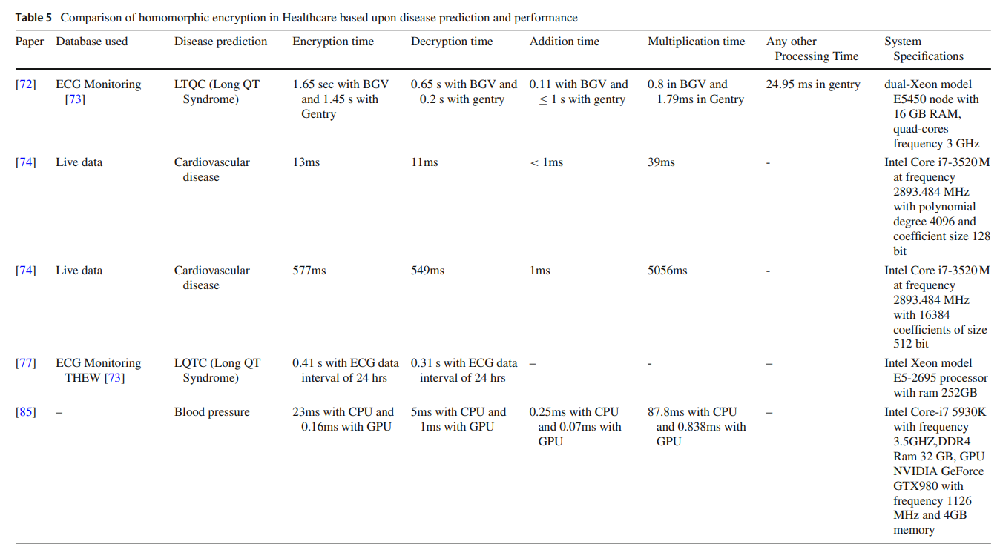 Table 5 Comparison of homomorphic encryption in Healthcare based upon disease prediction and performance
Paper Database used Disease prediction Encryption time Decryption time Addition time Multiplication time Any other System
Processing Time Specifications
[72] ECG Monitoring LTQC (Long QT 1.65 sec with BGV 0.65 s with BGV and 0.11 with BGV and 0.8 in BGV and 24.95 ms in gentry dual-Xeon model
[73] Syndrome) and 1.45 s with 0.2 s with gentry ≤ 1 s with gentry 1.79ms in Gentry E5450 node with
Gentry 16 GB RAM,
quad-cores
frequency 3 GHz
[74] Live data Cardiovascular 13ms 11ms < 1ms 39ms - Intel Core i7-3520M
disease at frequency
2893.484 MHz
with polynomial
degree 4096 and
coefficient size 128
bit
[74] Live data Cardiovascular 577ms 549ms 1ms 5056ms - Intel Core i7-3520M
disease at frequency
2893.484 MHz
with 16384
coefficients of size
512 bit
[77] ECG Monitoring LQTC (Long QT 0.41 s with ECG data 0.31 s with ECG data – - – Intel Xeon model
THEW [73] Syndrome) interval of 24 hrs interval of 24 hrs E5-2695 processor
with ram 252GB
[85] – Blood pressure 23ms with CPU and 5ms with CPU and 0.25ms with CPU 87.8ms with CPU – Intel Core-i7 5930K
0.16ms with GPU 1ms with GPU and 0.07ms with and 0.838ms with with frequency
GPU GPU 3.5GHZ,DDR4
Ram 32 GB, GPU
NVIDIA GeForce
GTX980 with
frequency 1126
MHz and 4GB
memory